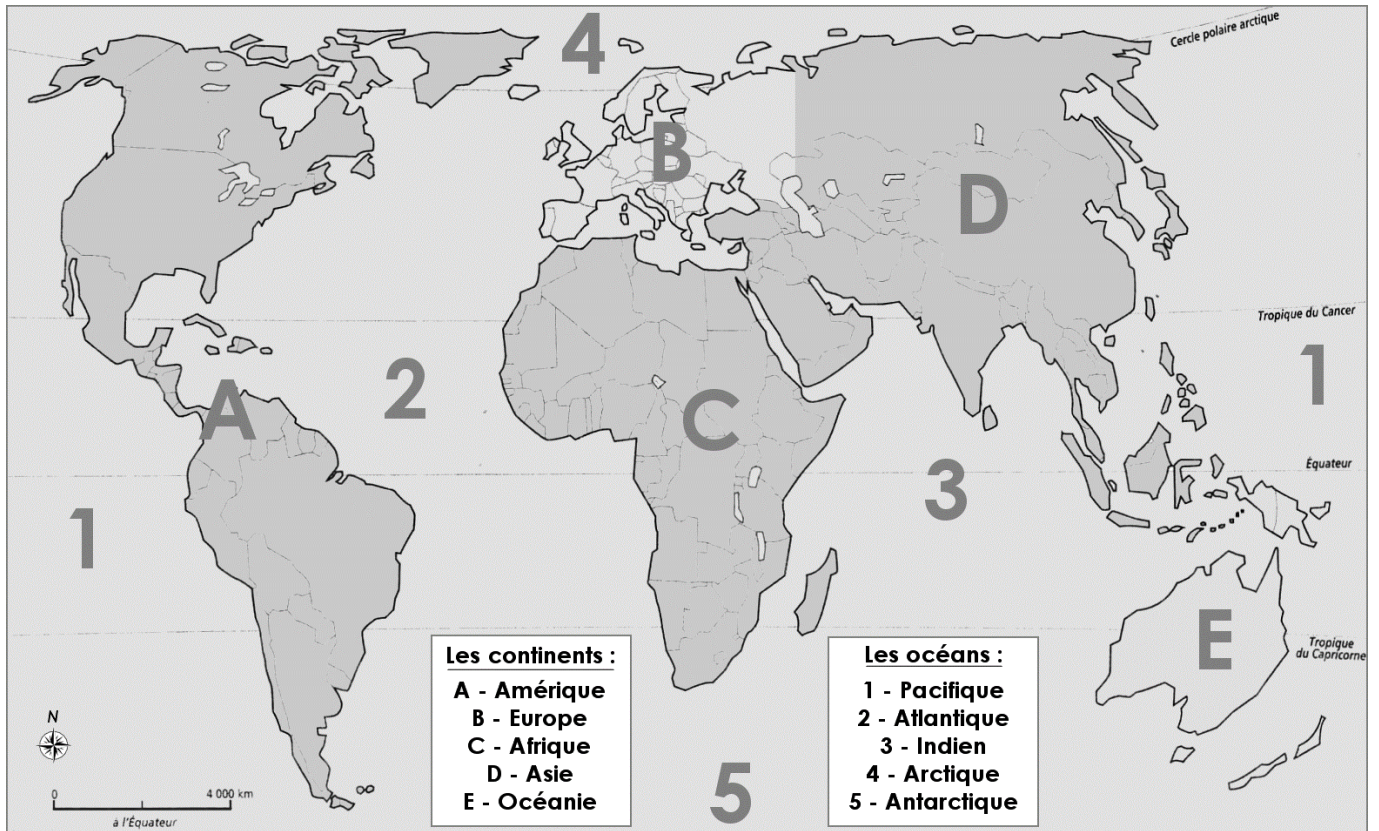 4
Cercle polaire arctique
B
D
Tropique du Cancer
1
2
A
C
Équateur
3
1
E
Tropique
du Capricorne
Les continents :
A - Amérique
B - Europe
C - Afrique
D - Asie
E - Océanie
Les océans :
1 - Pacifique
2 - Atlantique
3 - Indien
4 - Arctique
5 - Antarctique
N
0
4 000 km
à l'Équateur
5